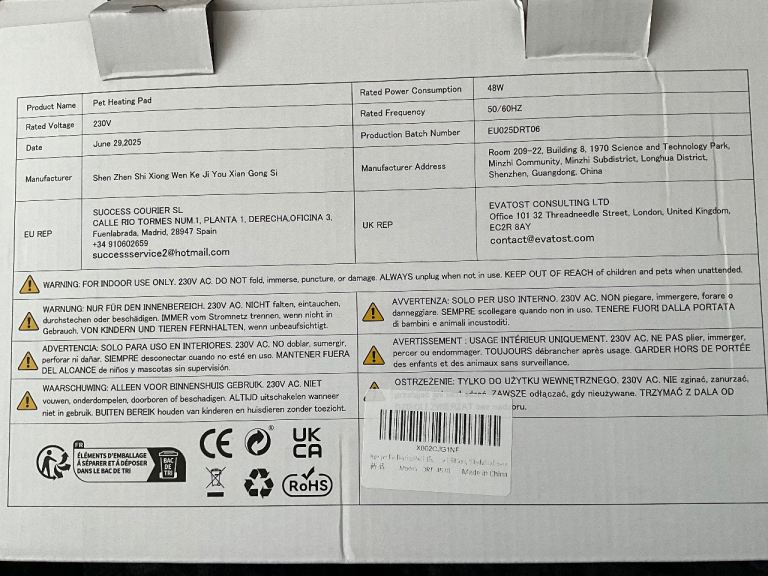 Product Name
Pet Heating Pad
Rated Voltage
230V
Date
June 29,2025
Manufacturer
Shen Zhen Shi Xiong Wen Ke Ji You Xian Gong Si
EU REP
SUCCESS COURIER SL
CALLE RIO TORMES NUM.1, PLANTA 1, DERECHA,OFICINA 3,
Fuenlabrada, Madrid, 28947 Spain
+34 910602659
successservice2@hotmail.com
Rated Power Consumption
48W
Rated Frequency
50/60HZ
Production Batch Number
EU025DRT06
Manufacturer Address
Room 209-22, Building 8, 1970 Science and Technology Park,
Minzhi Community, Minzhi Subdistrict, Longhua District,
Shenzhen, Guangdong, China
UK REP
EVATOST CONSULTING LTD
Office 101 32 Threadneedle Street, London, United Kingdom,
EC2R 8AY
contact@evatost.com
WARNING: FOR INDOOR USE ONLY. 230V AC. DO NOT fold, immerse, puncture, or damage. ALWAYS unplug when not in use. KEEP OUT OF REACH of children and pets when unattended.
WARNUNG: NUR FÜR DEN INNENBEREICH. 230V AC. NICHT falten, eintauchen,
durchstechen oder beschädigen. IMMER vom Stromnetz trennen, wenn nicht in
Gebrauch. VON KINDERN UND TIEREN FERNHALTEN, wenn unbeaufsichtigt.
ADVERTENCIA: SOLO PARA USO EN INTERIORES. 230V AC. NO doblar, sumergir,
perforar ni dañar. SIEMPRE desconectar cuando no esté en uso. MANTENER FUERA
DEL ALCANCE de niños y mascotas sin supervisión.
WAARSCHUWING: ALLEEN VOOR BINNENSHUIS GEBRUIK. 230V AC. NIET
vouwen, onderdompelen, doorboren of beschadigen. ALTIJD uitschakelen wanneer
niet in gebruik. BUITEN BEREIK houden van kinderen en huisdieren zonder toezicht.
AVVERTENZA: SOLO PER USO INTERNO. 230V AC. NON piegare, immergere, forare o
danneggiare. SEMPRE scollegare quando non in uso. TENERE FUORI DALLA PORTATA
di bambini e animali incustoditi.
AVERTISSEMENT : USAGE INTÉRIEUR UNIQUEMENT. 230V AC. NE PAS plier, immerger,
percer ou endommager. TOUJOURS débrancher après usage. GARDER HORS DE PORTÉE
des enfants et des animaux sans surveillance.
OSTRZEŻENIE: TYLKO DO UŻYTKU WEWNĘTRZNEGO. 230V AC. NIE zginać, zanurzać,
ZAWSZE odłączać, gdy nieużywane. TRZYMAĆ Z DALA OD
FR
ÉLÉMENTS D'EMBALLAGE
À SÉPARER ET À DÉPOSER
DANS LE BAC DE TRI
BAC
DE
TRI
CE
UK
CA
RoHS
X002CJG1NF
Made in China